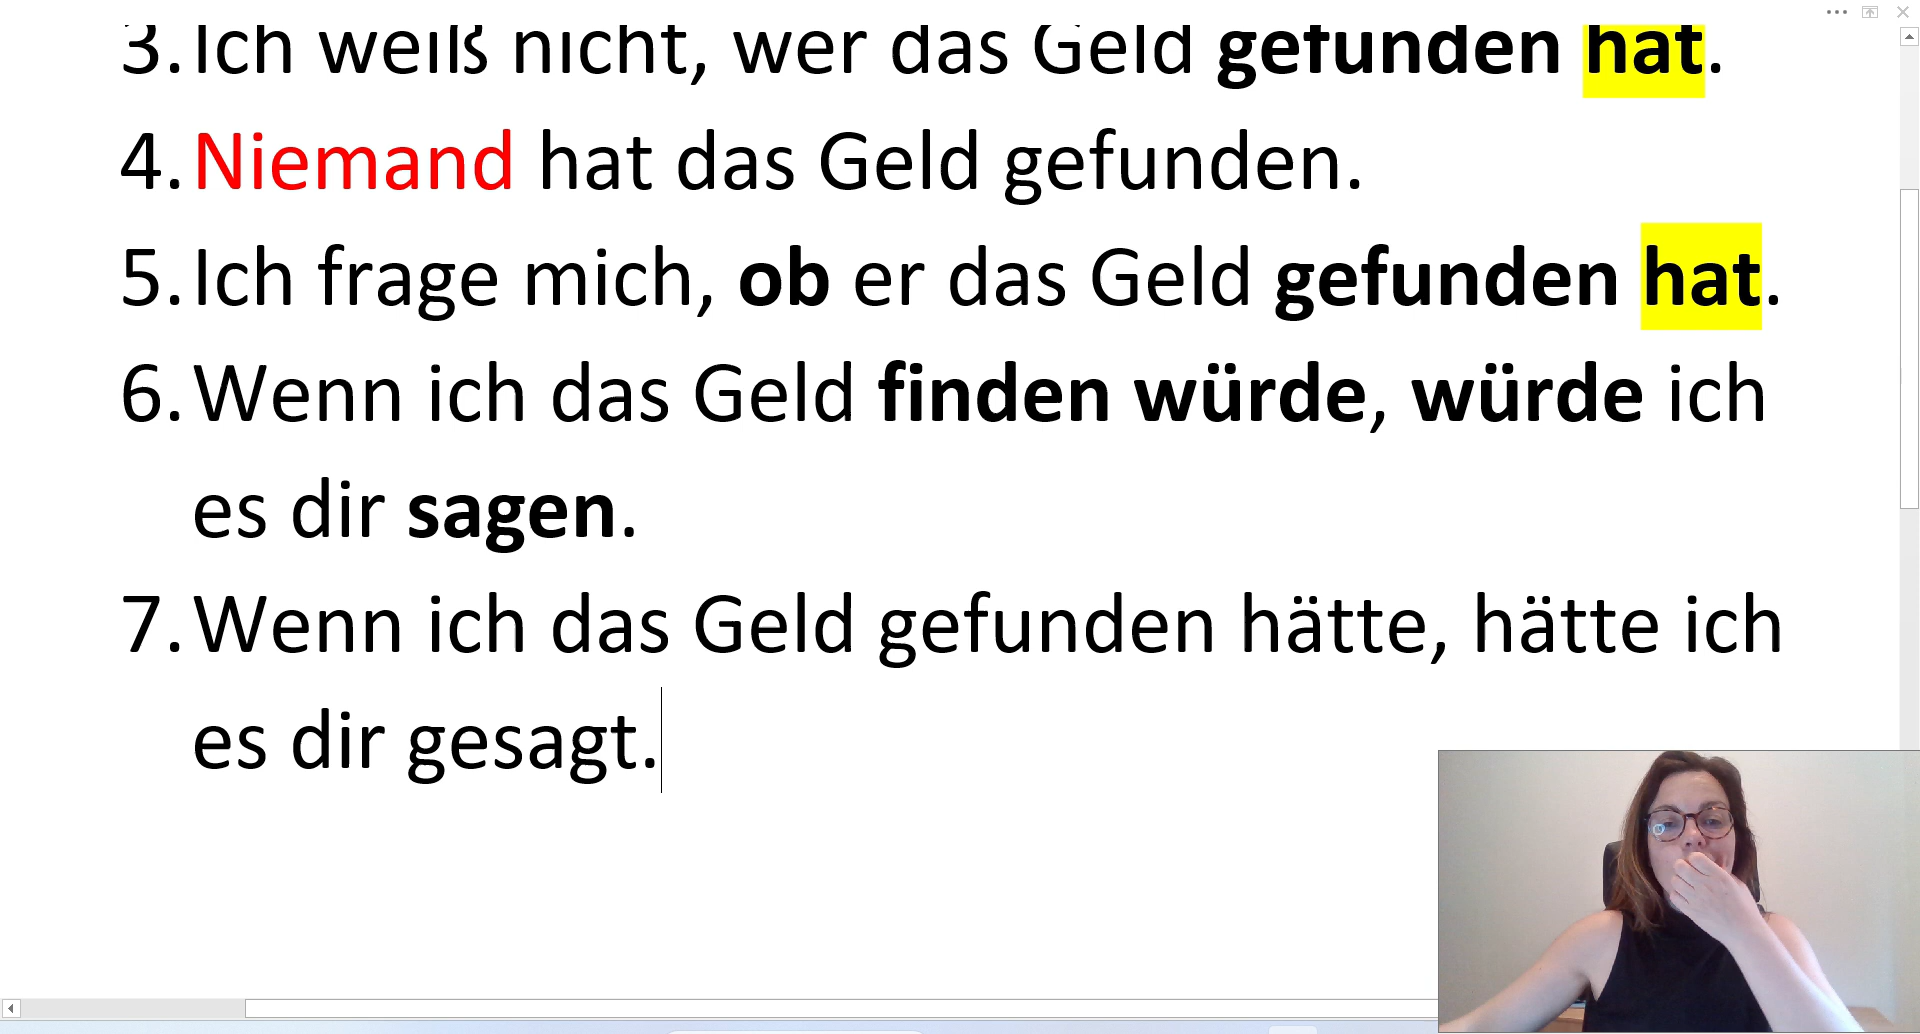 3. Ich weiß nicht, wer das Geld gefunden hat.
4. Niemand hat das Geld gefunden.
5. Ich frage mich, ob er das Geld gefunden hat.
6. Wenn ich das Geld finden würde, würde ich
es dir sagen.
7. Wenn ich das Geld gefunden hätte, hätte ich
es dir gesagt.